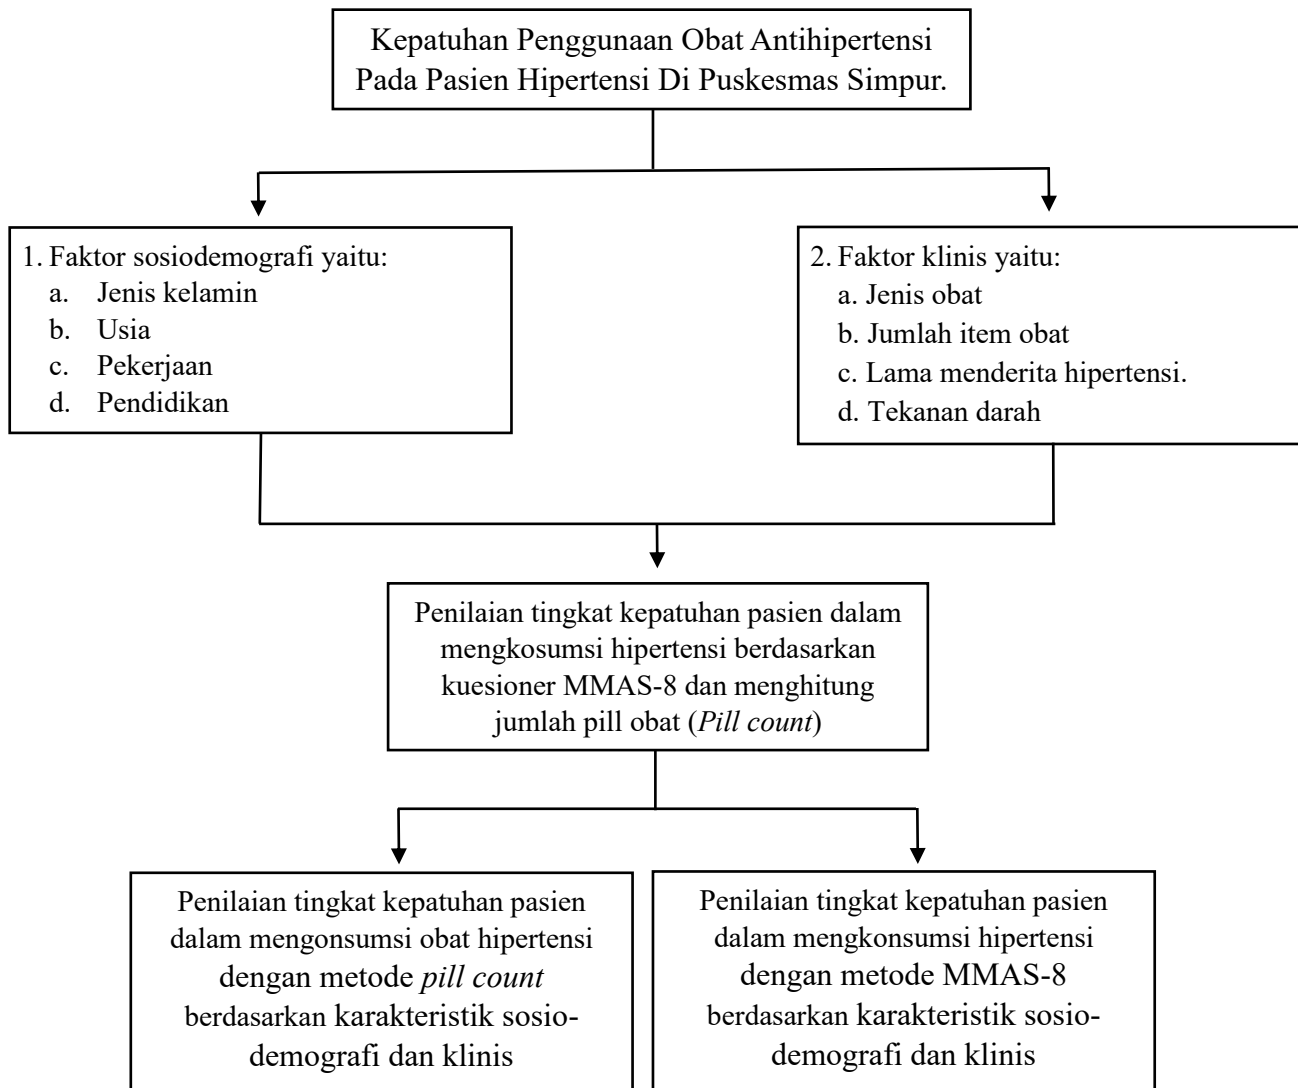 Kepatuhan Penggunaan Obat Antihipertensi
Pada Pasien Hipertensi Di Puskesmas Simpur.
1. Faktor sosiodemografi yaitu:
a. Jenis kelamin
b. Usia
c. Pekerjaan
d. Pendidikan
2. Faktor klinis yaitu:
a. Jenis obat
b. Jumlah item obat
c. Lama menderita hipertensi.
d. Tekanan darah
Penilaian tingkat kepatuhan pasien dalam
mengkosumsi hipertensi berdasarkan
kuesioner MMAS-8 dan menghitung
jumlah pill obat (Pill count)
Penilaian tingkat kepatuhan pasien
dalam mengonsumsi obat hipertensi
dengan metode pill count
berdasarkan karakteristik sosio-
demografi dan klinis
Penilaian tingkat kepatuhan pasien
dalam mengkonsumsi hipertensi
dengan metode MMAS-8
berdasarkan karakteristik sosio-
demografi dan klinis